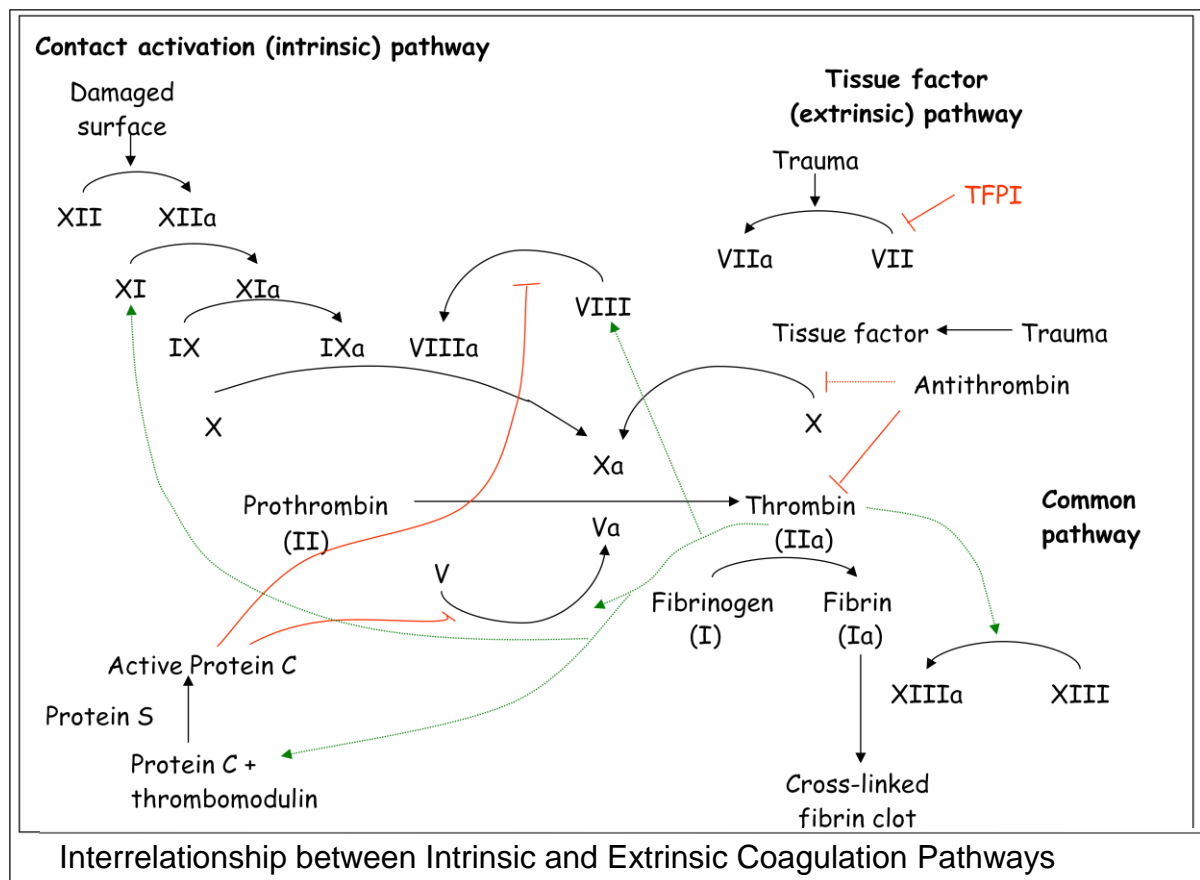 Contact activation (intrinsic) pathway
Damaged
surface
XII
XIIa
XI
XIa
IX
IXa
VIIIa
VIII
X
Tissue factor
(extrinsic) pathway
Trauma
TFPI
VIIa
VII
Tissue factor
Trauma
Antithrombin
X
Xa
Prothrombin
(II)
Va
Thrombin
(IIa)
Common
pathway
V
Fibrinogen
(I)
Fibrin
(Ia)
Active Protein C
XIIIa
XIII
Protein S
Protein C +
thrombomodulin
Cross-linked
fibrin clot
Interrelationship between Intrinsic and Extrinsic Coagulation Pathways